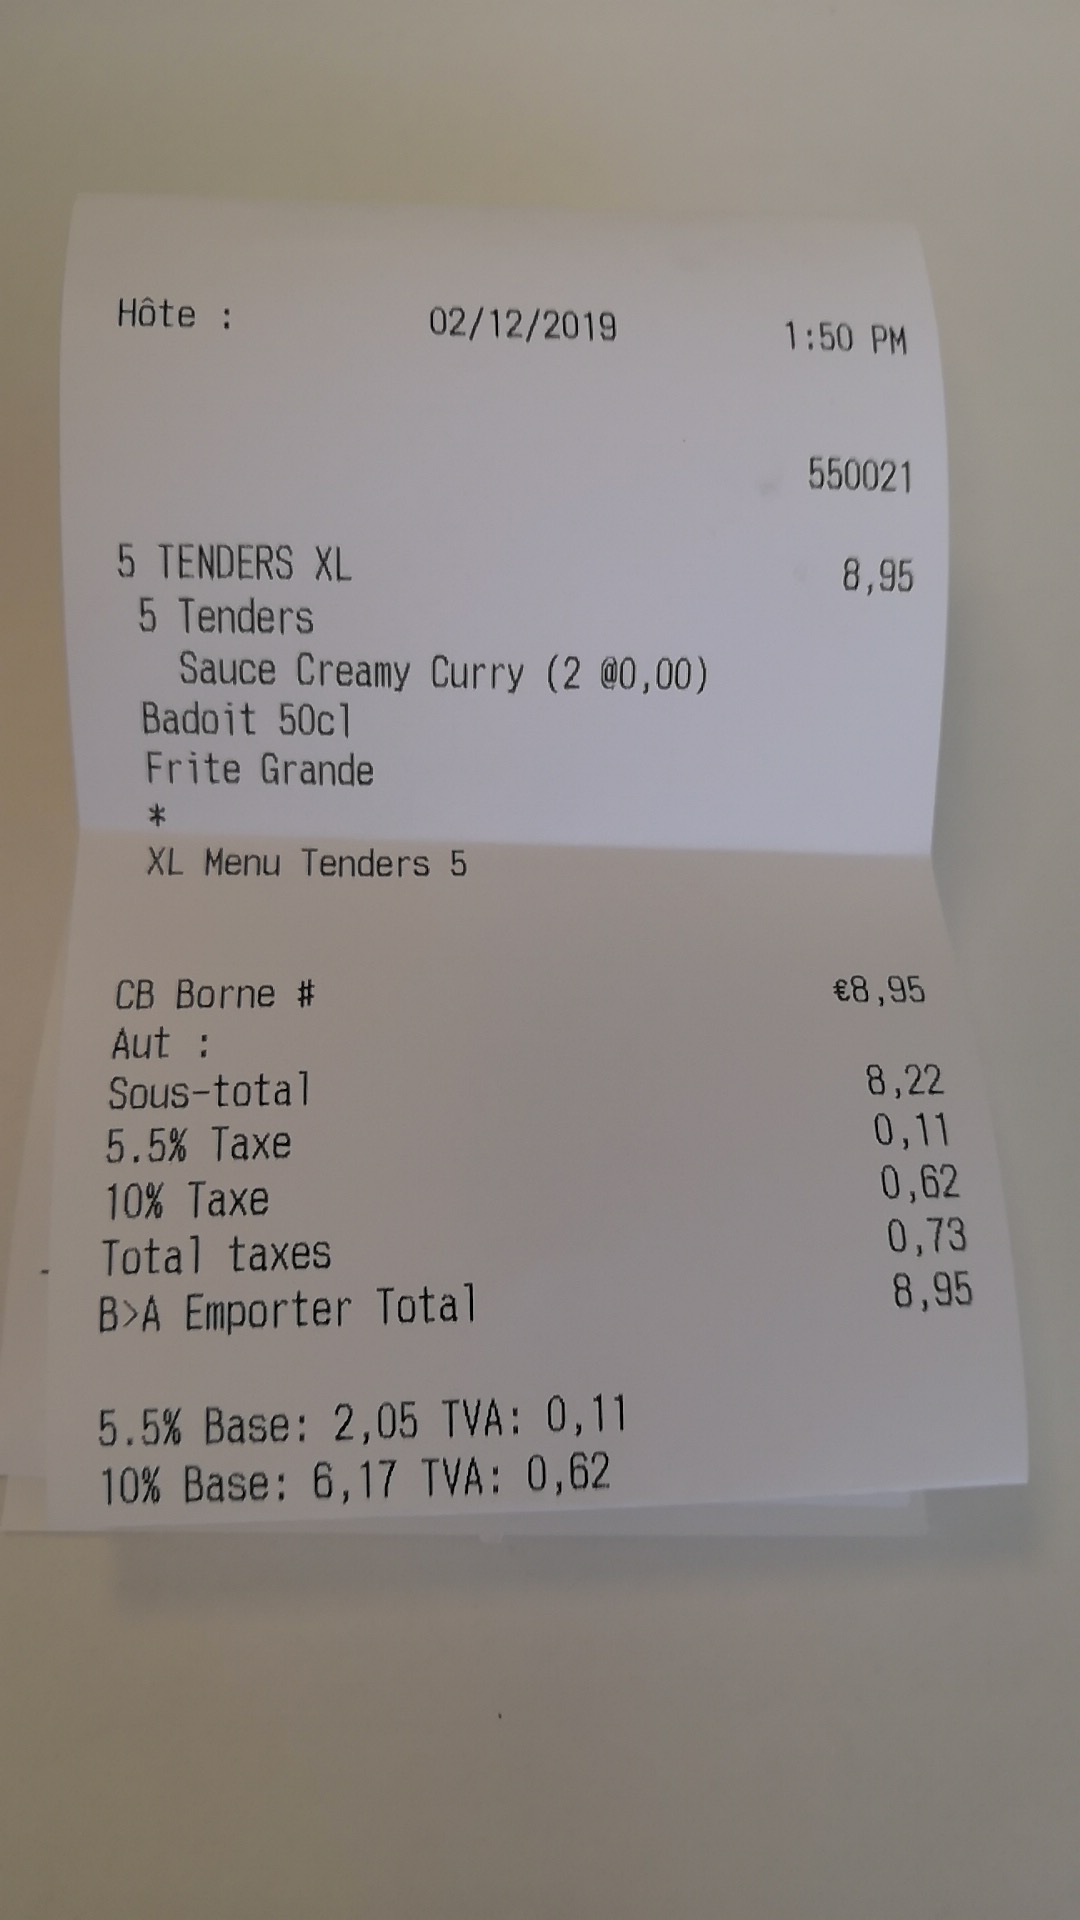 Hôte : 02/12/2019 1:50 PM
550021
5 TENDERS XL 8,95
5 Tenders
Sauce Creamy Curry (2 @0,00)
Badoit 50cl
Frite Grande
*
XL Menu Tenders 5
CB Borne # €8,95
Aut :
Sous-total 8,22
5.5% Taxe 0,11
10% Taxe 0,62
Total taxes 0,73
B>A Emporter Total 8,95
5.5% Base: 2,05 TVA: 0,11
10% Base: 6,17 TVA: 0,62